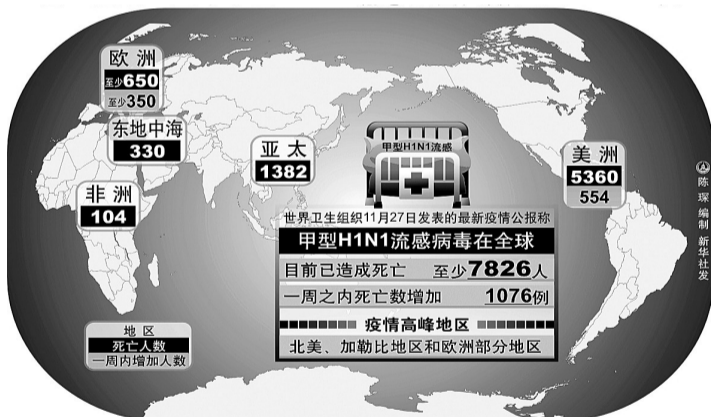 欧洲
至少650
至少350
东地中海
330
非洲
104
亚太
1382
甲型H1N1流感
美洲
5360
554
世界卫生组织11月27日发表的最新疫情公报称
甲型H1N1流感病毒在全球
目前已造成死亡 至少7826人
一周之内死亡数增加 1076例
疫情高峰地区
北美、加勒比地区和欧洲部分地区
地区
死亡人数
一周内增加人数
陈琛 编制 新华社发